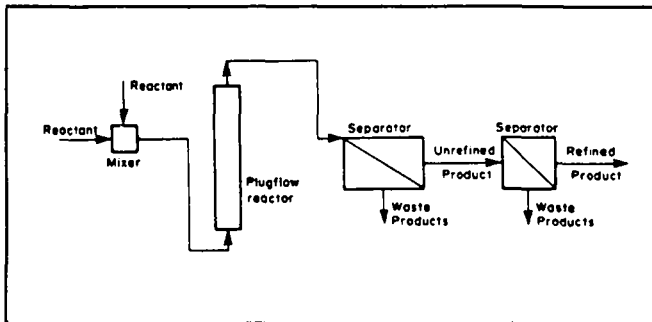 Reactant
Reactant
Mixer
Plugflow
reactor
Separator
Unrefined
Product
Waste
Products
Separator
Refined
Product
Waste
Products